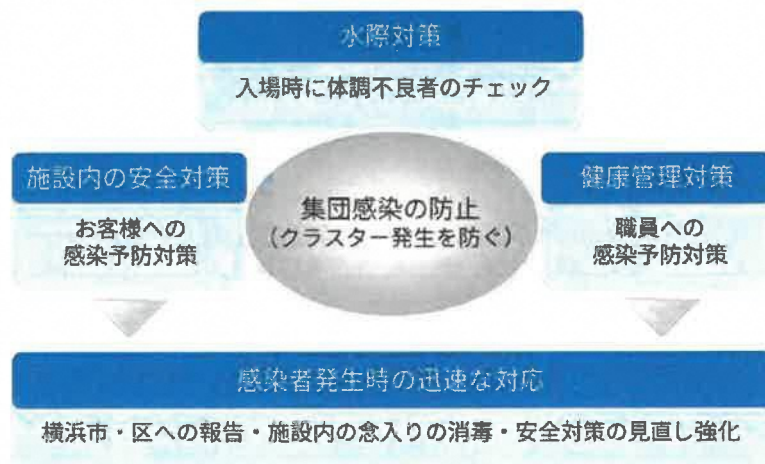 水際対策
入場時に体調不良者のチェック
施設内の安全対策
お客様への
感染予防対策
集団感染の防止
（クラスター発生を防ぐ）
健康管理対策
職員への
感染予防対策
感染者発生時の迅速な対応
横浜市・区への報告・施設内の念入りの消毒・安全対策の見直し強化